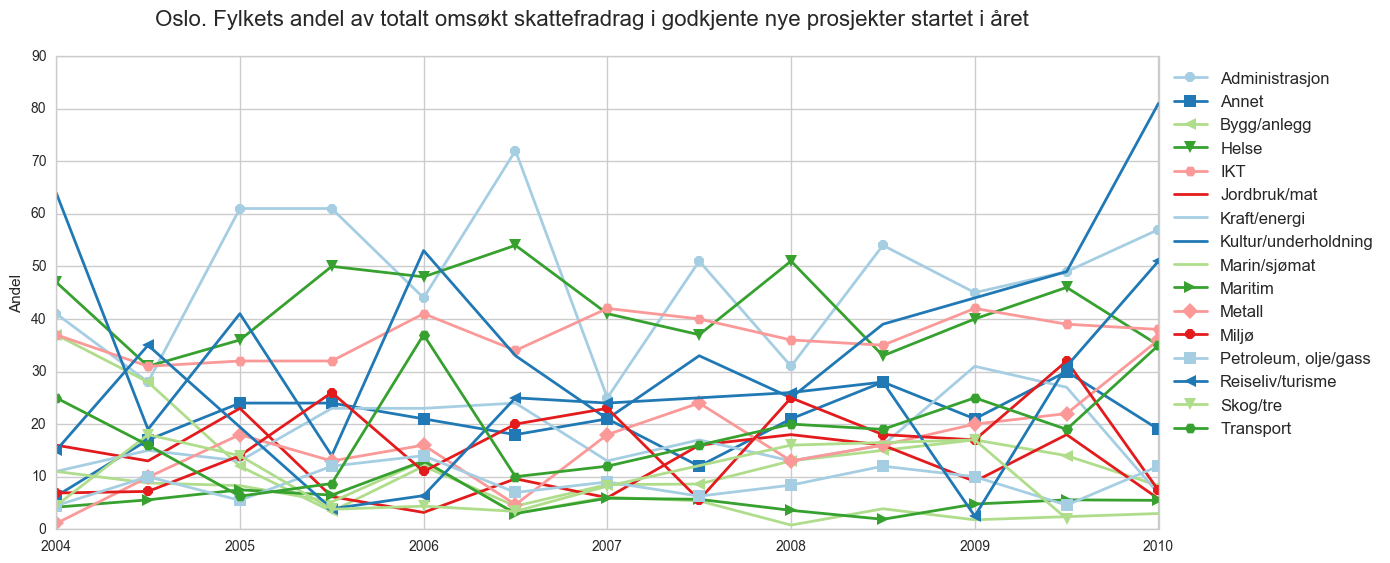 Oslo. Fylkets andel av totalt omsøkt skattefradrag i godkjente nye prosjekter startet i året
90
80
70
60
50
40
30
20
10
0
Andel
2004 2005 2006 2007 2008 2009 2010
Administrasjon
Annet
Bygg/anlegg
Helse
IKT
Jordbruk/mat
Kraft/energi
Kultur/underholdning
Marin/sjømat
Maritim
Metall
Miljø
Petroleum, olje/gass
Reiseliv/turisme
Skog/tre
Transport